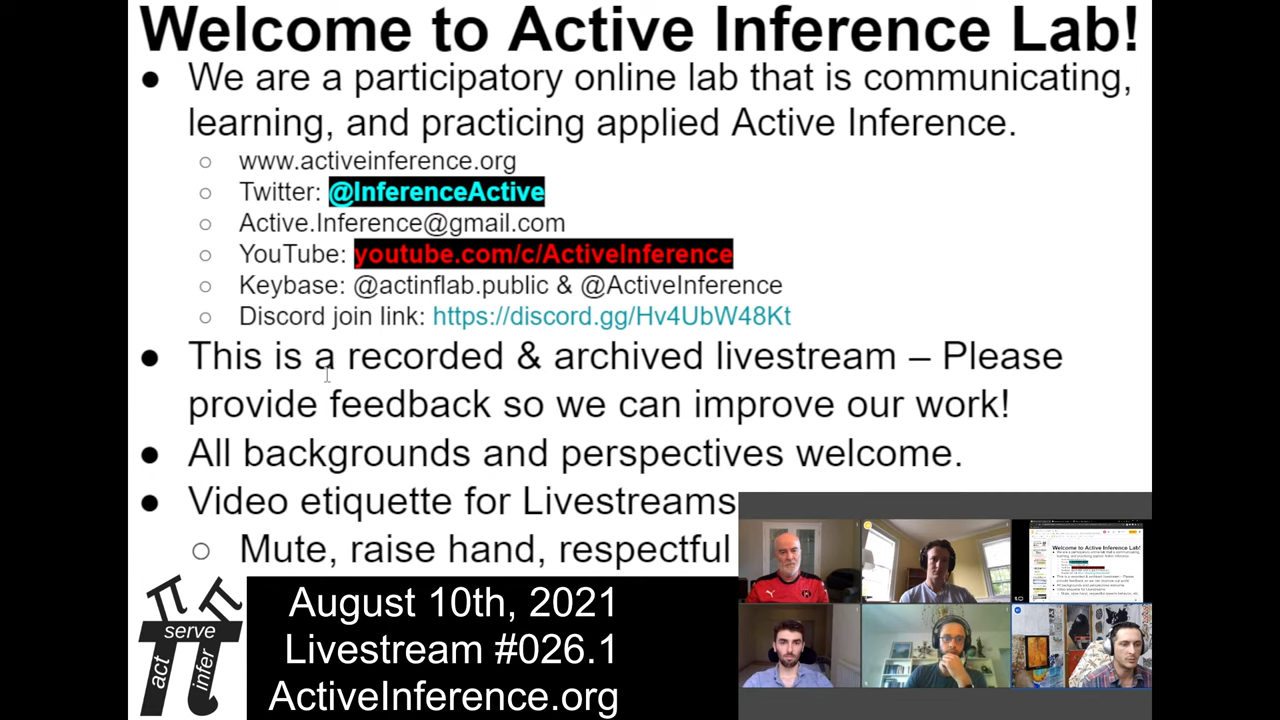 Welcome to Active Inference Lab!
● We are a participatory online lab that is communicating,
learning, and practicing applied Active Inference.
○ www.activeinference.org
○ Twitter: @InferenceActive
○ Active.Inference@gmail.com
○ YouTube: youtube.com/c/ActiveInference
○ Keybase: @actinflab.public & @ActiveInference
○ Discord join link: https://discord.gg/Hv4UbW48Kt
● This is a recorded & archived livestream – Please
provide feedback so we can improve our work!
● All backgrounds and perspectives welcome.
● Video etiquette for Livestreams
○ Mute, raise hand, respectful
serve
act
infer
August 10th, 2021
Livestream #026.1
ActiveInference.org
Welcome to Active Inference Lab!